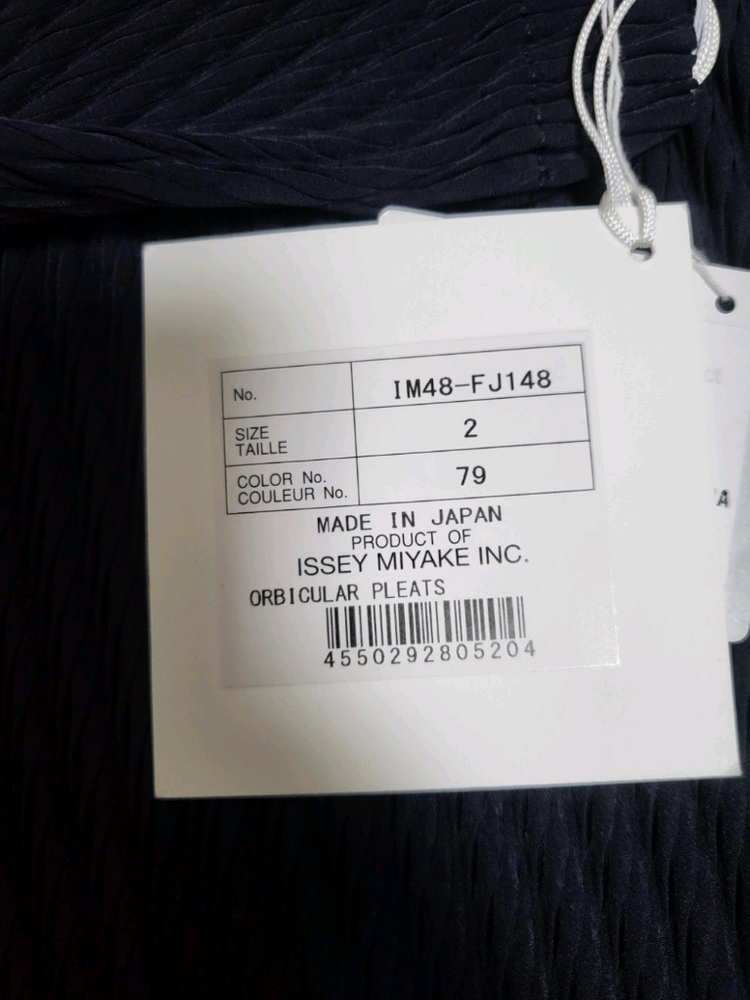 No. IM48-FJ148
SIZE
TAILLE 2
COLOR No.
COULEUR No. 79
MADE IN JAPAN
PRODUCT OF
ISSEY MIYAKE INC.
ORBICULAR PLEATS
4550292805204
A